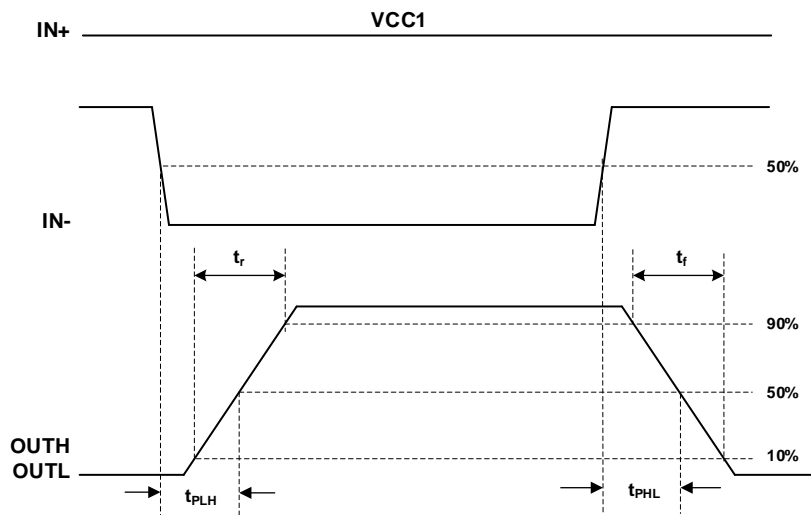 VCC1
IN+
50%
IN-
tr
tf
90%
50%
OUTH
OUTL
10%
tPLH
tPHL